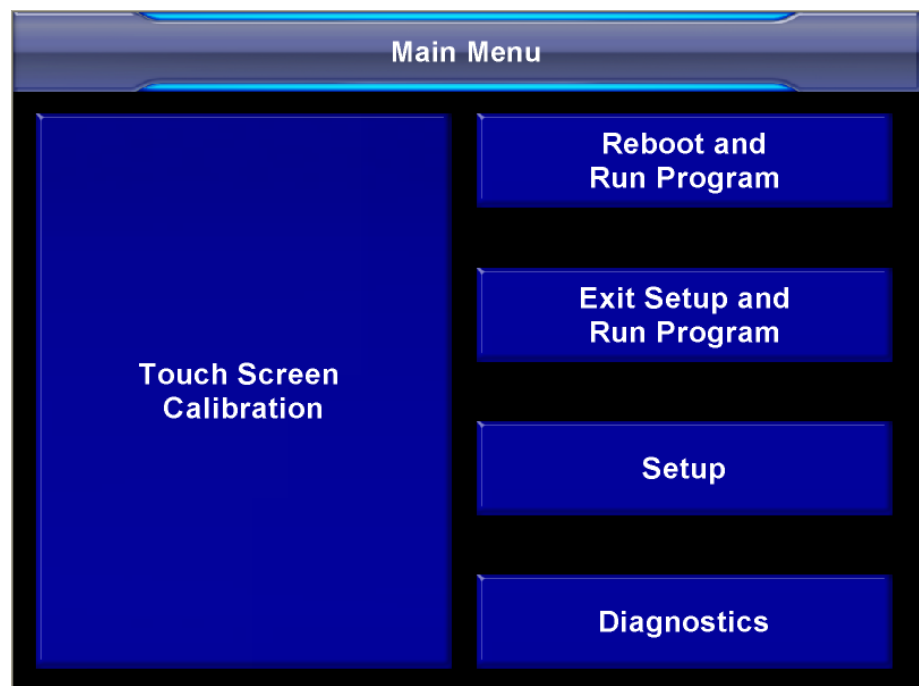 Main Menu
Touch Screen
Calibration
Reboot and
Run Program
Exit Setup and
Run Program
Setup
Diagnostics